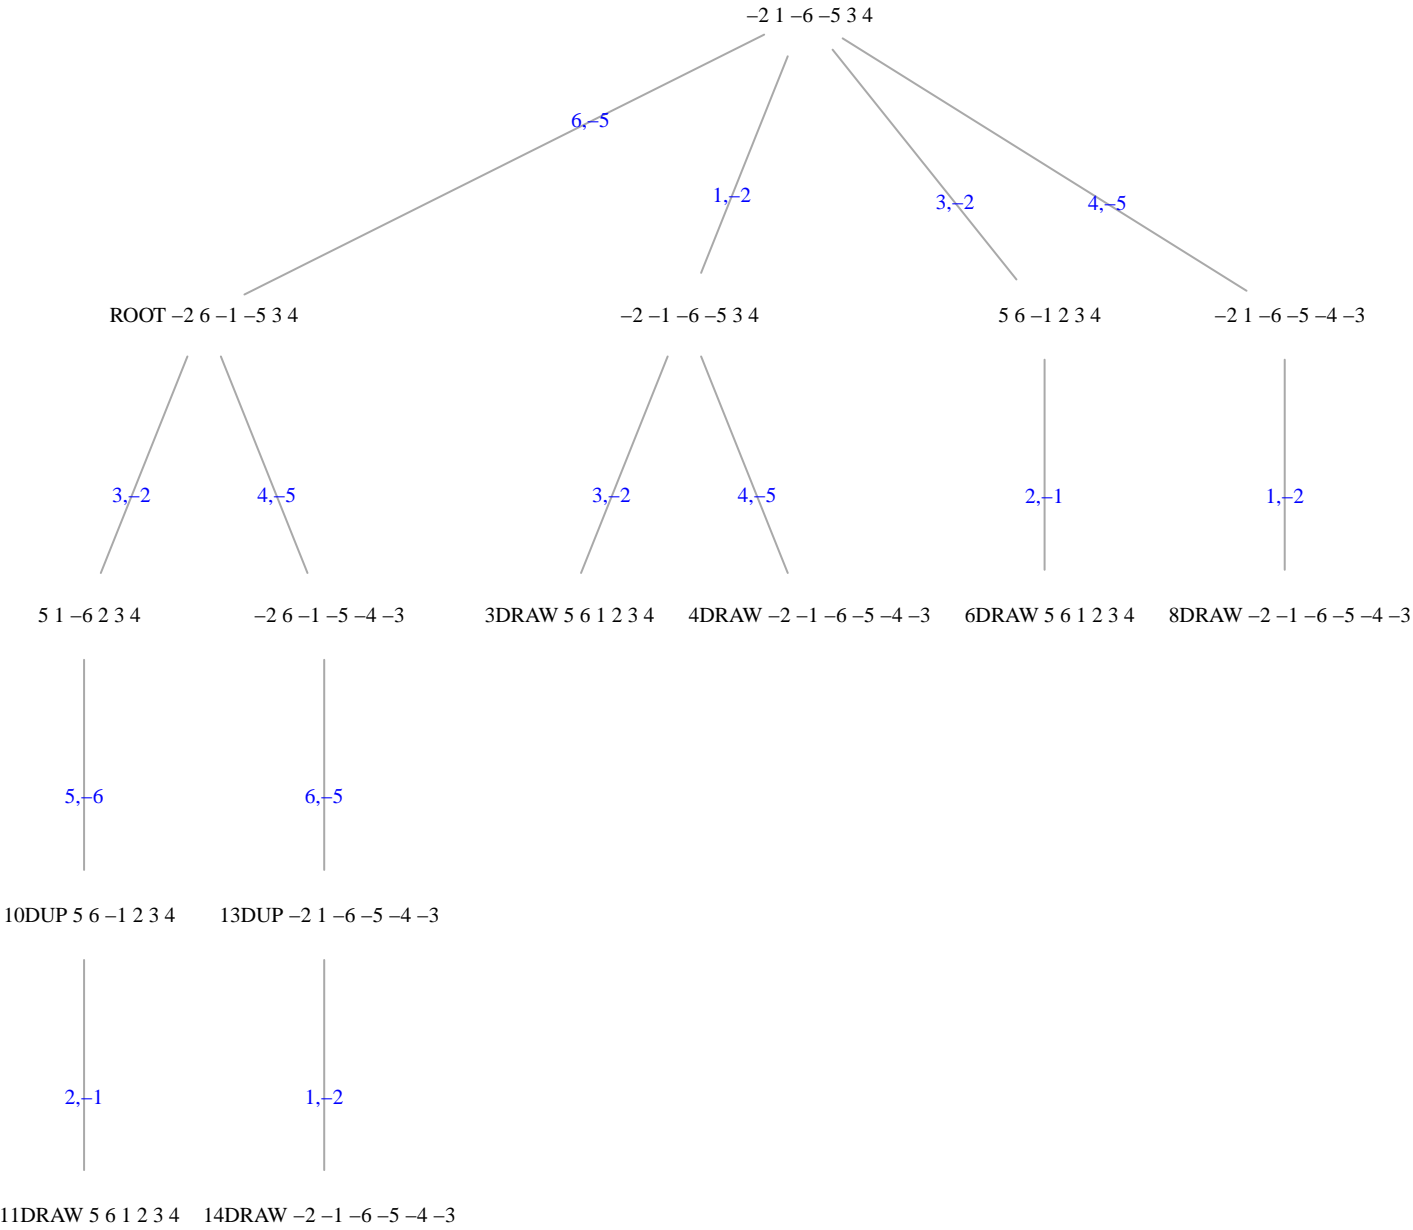 –2 1 –6 –5 3 4
6,–5
1,–2
3,–2
4,–5
ROOT –2 6 –1 –5 3 4
–2 –1 –6 –5 3 4
5 6 –1 2 3 4
–2 1 –6 –5 –4 –3
3,–2
4,–5
3,–2
4,–5
2,–1
1,–2
5 1 –6 2 3 4
–2 6 –1 –5 –4 –3
3DRAW 5 6 1 2 3 4
4DRAW –2 –1 –6 –5 –4 –3
6DRAW 5 6 1 2 3 4
8DRAW –2 –1 –6 –5 –4 –3
5,–6
6,–5
10DUP 5 6 –1 2 3 4
13DUP –2 1 –6 –5 –4 –3
2,–1
1,–2
11DRAW 5 6 1 2 3 4
14DRAW –2 –1 –6 –5 –4 –3